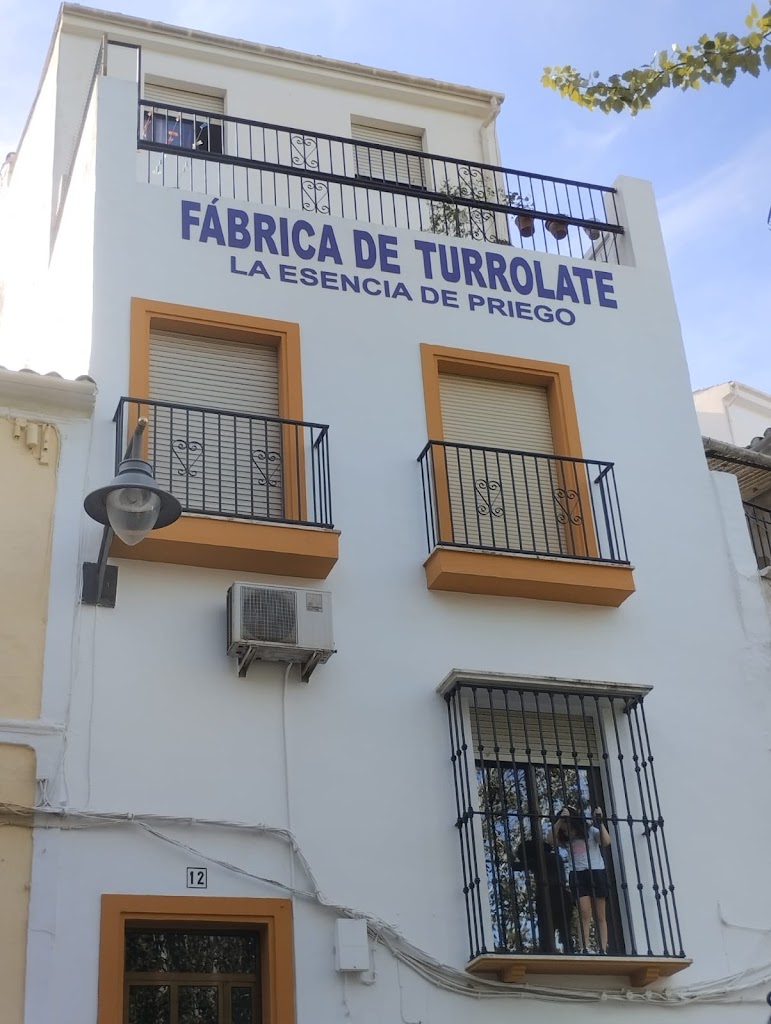 FÁBRICA DE TURROLATE
LA ESENCIA DE PRIEGO
12